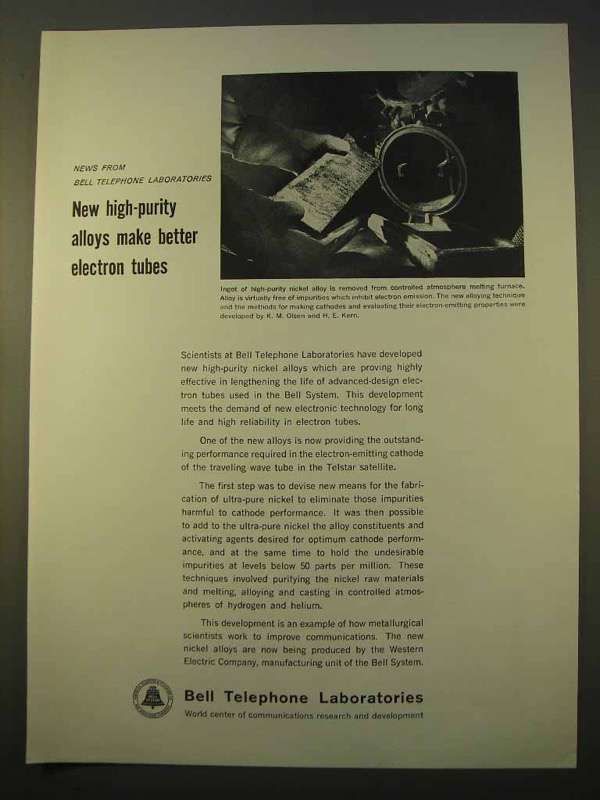 NEWS FROM
BELL TELEPHONE LABORATORIES
New high-purity
alloys make better
electron tubes
Ingot of high-purity nickel alloy is removed from controlled atmosphere melting furnace.
Alloy is virtually free of impurities which inhibit electron emission. The new alloying technique
and the methods for making cathodes and evaluating their electron-emitting properties were
developed by K. M. Olsen and H. E. Kern.
Scientists at Bell Telephone Laboratories have developed
new high-purity nickel alloys which are proving highly
effective in lengthening the life of advanced-design elec-
tron tubes used in the Bell System. This development
meets the demand of new electronic technology for long
life and high reliability in electron tubes.
One of the new alloys is now providing the outstand-
ing performance required in the electron-emitting cathode
of the traveling wave tube in the Telstar satellite.
The first step was to devise new means for the fabri-
cation of ultra-pure nickel to eliminate those impurities
harmful to cathode performance. It was then possible
to add to the ultra-pure nickel the alloy constituents and
activating agents desired for optimum cathode perform-
ance, and at the same time to hold the undesirable
impurities at levels below 50 parts per million. These
techniques involved purifying the nickel raw materials
and melting, alloying and casting in controlled atmos-
pheres of hydrogen and helium.
This development is an example of how metallurgical
scientists work to improve communications. The new
nickel alloys are now being produced by the Western
Electric Company, manufacturing unit of the Bell System.
Bell Telephone Laboratories
World center of communications research and development